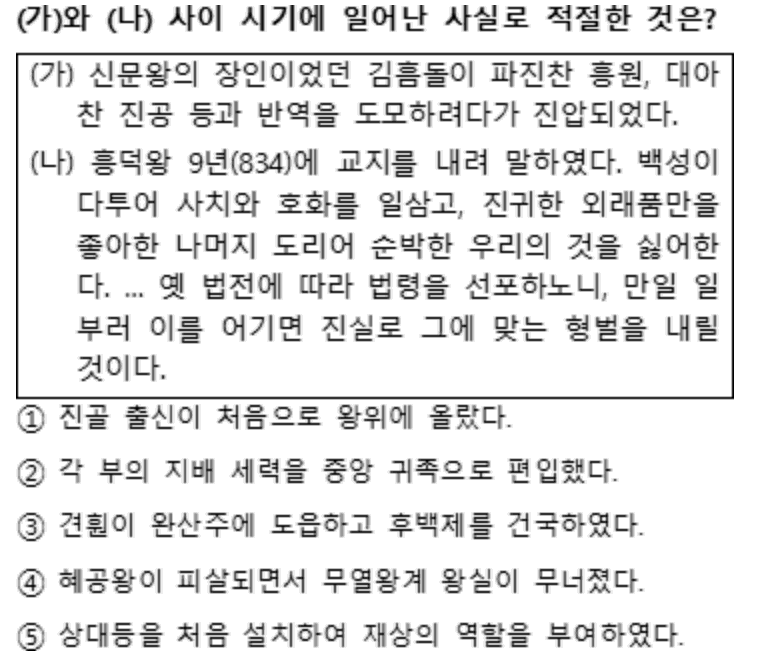 (가)와 (나) 사이 시기에 일어난 사실로 적절한 것은?
(가) 신문왕의 장인이었던 김흠돌이 파진찬 흥원, 대아
찬 진공 등과 반역을 도모하려다가 진압되었다.
(나) 흥덕왕 9년(834)에 교지를 내려 말하였다. 백성이
다투어 사치와 호화를 일삼고, 진귀한 외래품만을
좋아한 나머지 도리어 순박한 우리의 것을 싫어한
다. ... 옛 법전에 따라 법령을 선포하노니, 만일 일
부러 이를 어기면 진실로 그에 맞는 형벌을 내릴
것이다.
① 진골 출신이 처음으로 왕위에 올랐다.
② 각 부의 지배 세력을 중앙 귀족으로 편입했다.
③ 견훤이 완산주에 도읍하고 후백제를 건국하였다.
④ 혜공왕이 피살되면서 무열왕계 왕실이 무너졌다.
⑤ 상대등을 처음 설치하여 재상의 역할을 부여하였다.